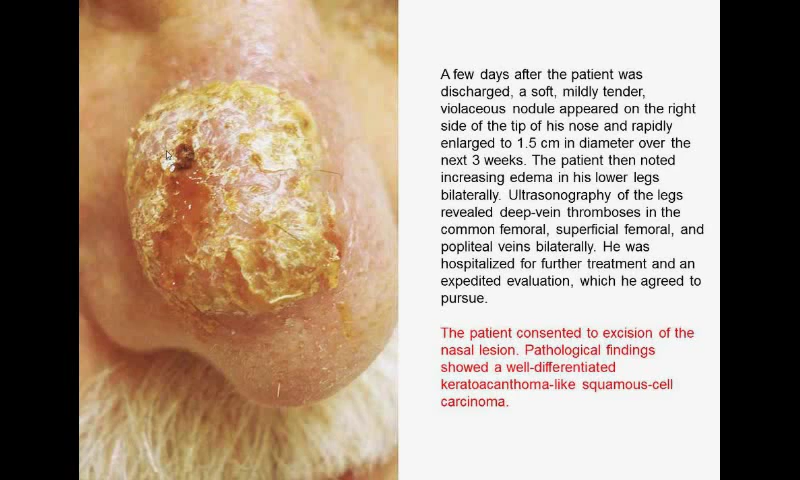 A few days after the patient was
discharged, a soft, mildly tender,
violaceous nodule appeared on the right
side of the tip of his nose and rapidly
enlarged to 1.5 cm in diameter over the
next 3 weeks. The patient then noted
increasing edema in his lower legs
bilaterally. Ultrasonography of the legs
revealed deep-vein thromboses in the
common femoral, superficial femoral, and
popliteal veins bilaterally. He was
hospitalized for further treatment and an
expedited evaluation, which he agreed to
pursue.
The patient consented to excision of the
nasal lesion. Pathological findings
showed a well-differentiated
keratoacanthoma-like squamous-cell
carcinoma.